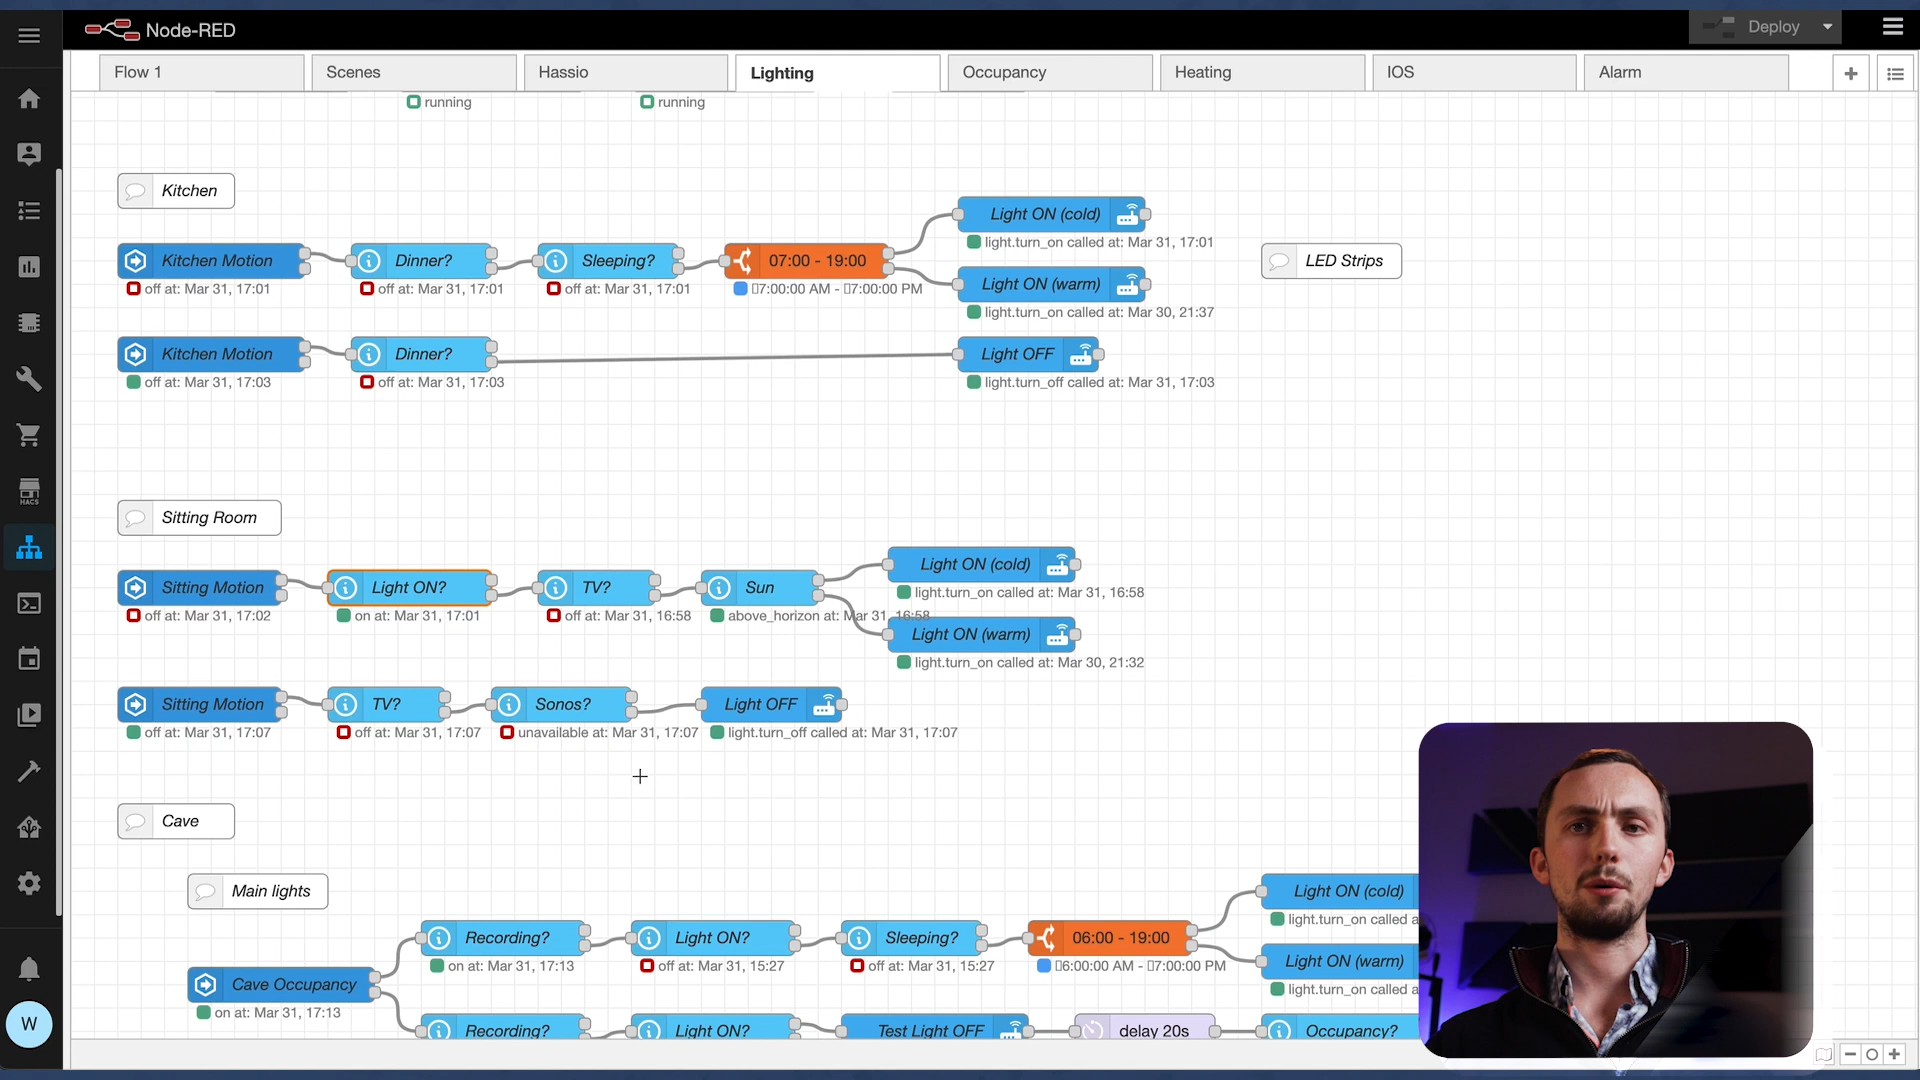 Node-RED
Deploy
Flow 1
Scenes
Hassio
Lighting
Occupancy
Heating
IOS
Alarm
running
running
Kitchen
Light ON (cold)
light.turn_on called at: Mar 31, 17:01
Kitchen Motion
Dinner?
Sleeping?
07:00 - 19:00
LED Strips
off at: Mar 31, 17:01
off at: Mar 31, 17:01
off at: Mar 31, 17:01
7:00:00 AM - 7:00:00 PM
Light ON (warm)
light.turn_on called at: Mar 30, 21:37
Kitchen Motion
Dinner?
Light OFF
off at: Mar 31, 17:03
off at: Mar 31, 17:03
light.turn_off called at: Mar 31, 17:03
HACS
Sitting Room
Light ON (cold)
light.turn_on called at: Mar 31, 16:58
Sitting Motion
Light ON?
TV?
Sun
off at: Mar 31, 17:02
on at: Mar 31, 17:01
off at: Mar 31, 16:58
above_horizon at: Mar 31, 16:58
Light ON (warm)
light.turn_on called at: Mar 30, 21:32
Sitting Motion
TV?
Sonos?
Light OFF
off at: Mar 31, 17:07
off at: Mar 31, 17:07
unavailable at: Mar 31, 17:07
light.turn_off called at: Mar 31, 17:07
Cave
Main lights
Light ON (cold)
light.turn_on called a
Recording?
Light ON?
Sleeping?
06:00 - 19:00
on at: Mar 31, 17:13
off at: Mar 31, 15:27
off at: Mar 31, 15:27
6:00:00 AM - 7:00:00 PM
Light ON (warm)
light.turn_on called a
Cave Occupancy
on at: Mar 31, 17:13
Recording?
Light ON?
Test Light OFF
delay 20s
Occupancy?
W